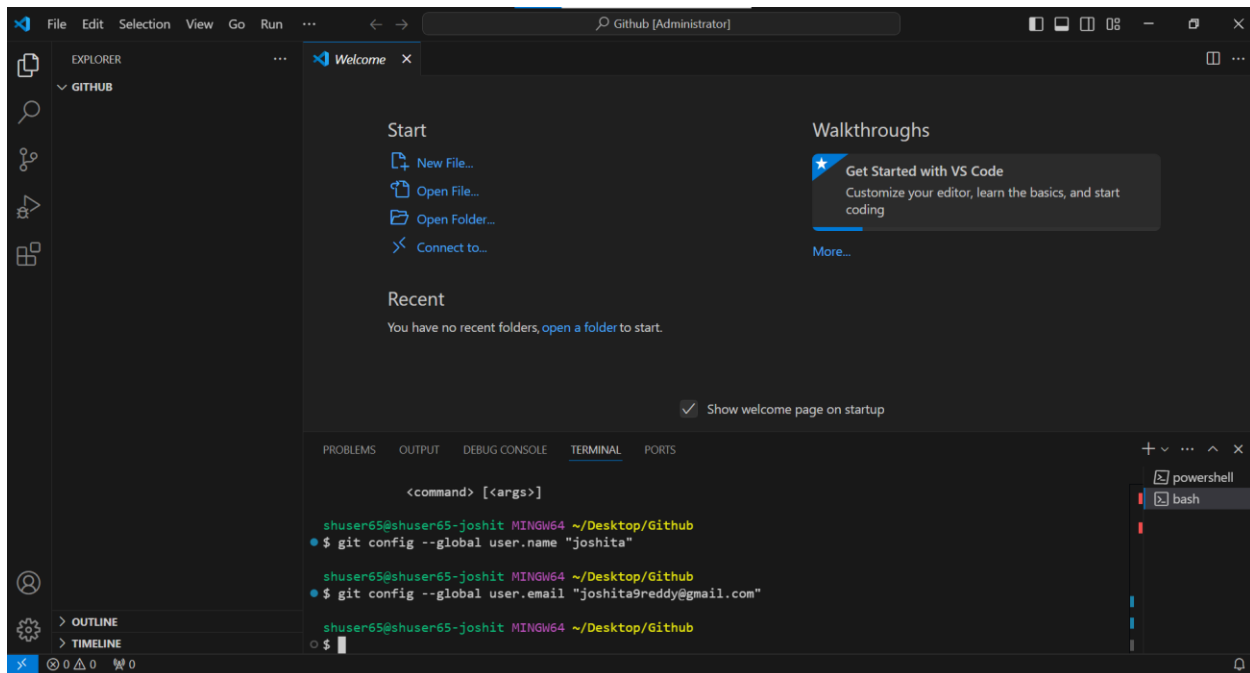 File Edit Selection View Go Run ··· Github [Administrator]
EXPLORER ···
GITHUB
Welcome
Start
New File...
Open File...
Open Folder...
Connect to...
Recent
You have no recent folders, open a folder to start.
Walkthroughs
Get Started with VS Code
Customize your editor, learn the basics, and start
coding
More...
Show welcome page on startup
PROBLEMS OUTPUT DEBUG CONSOLE TERMINAL PORTS
powershell
bash
<command> [<args>]
shuser65@shuser65-joshit MINGW64 ~/Desktop/Github
$ git config --global user.name "joshita"
shuser65@shuser65-joshit MINGW64 ~/Desktop/Github
$ git config --global user.email "joshita9reddy@gmail.com"
shuser65@shuser65-joshit MINGW64 ~/Desktop/Github
$
OUTLINE
TIMELINE
0 0 0